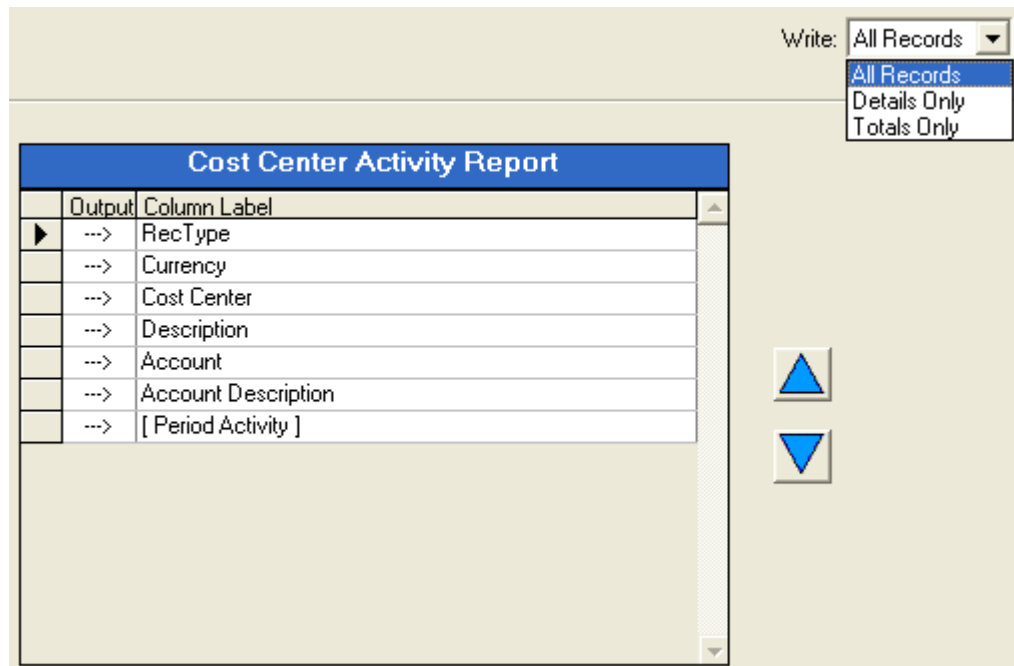 Write: All Records
All Records
Details Only
Totals Only
Cost Center Activity Report
Output Column Label
---> RecType
---> Currency
---> Cost Center
---> Description
---> Account
---> Account Description
---> [ Period Activity ]